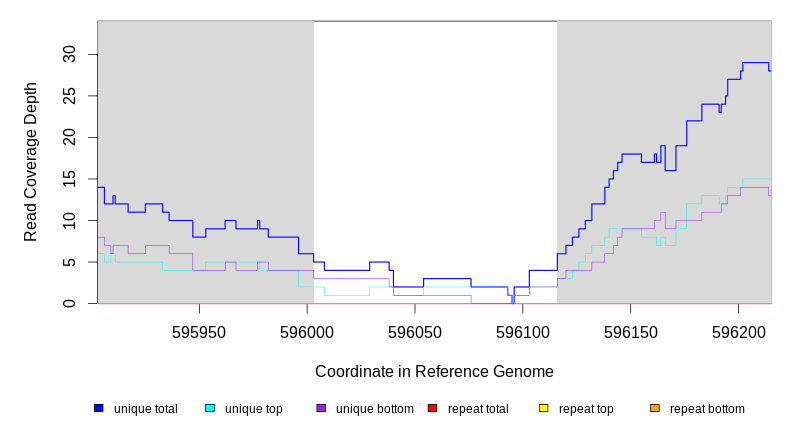 30
25
20
15
10
5
0
Read Coverage Depth
595950 596000 596050 596100 596150 596200
Coordinate in Reference Genome
unique total unique top unique bottom repeat total repeat top repeat bottom